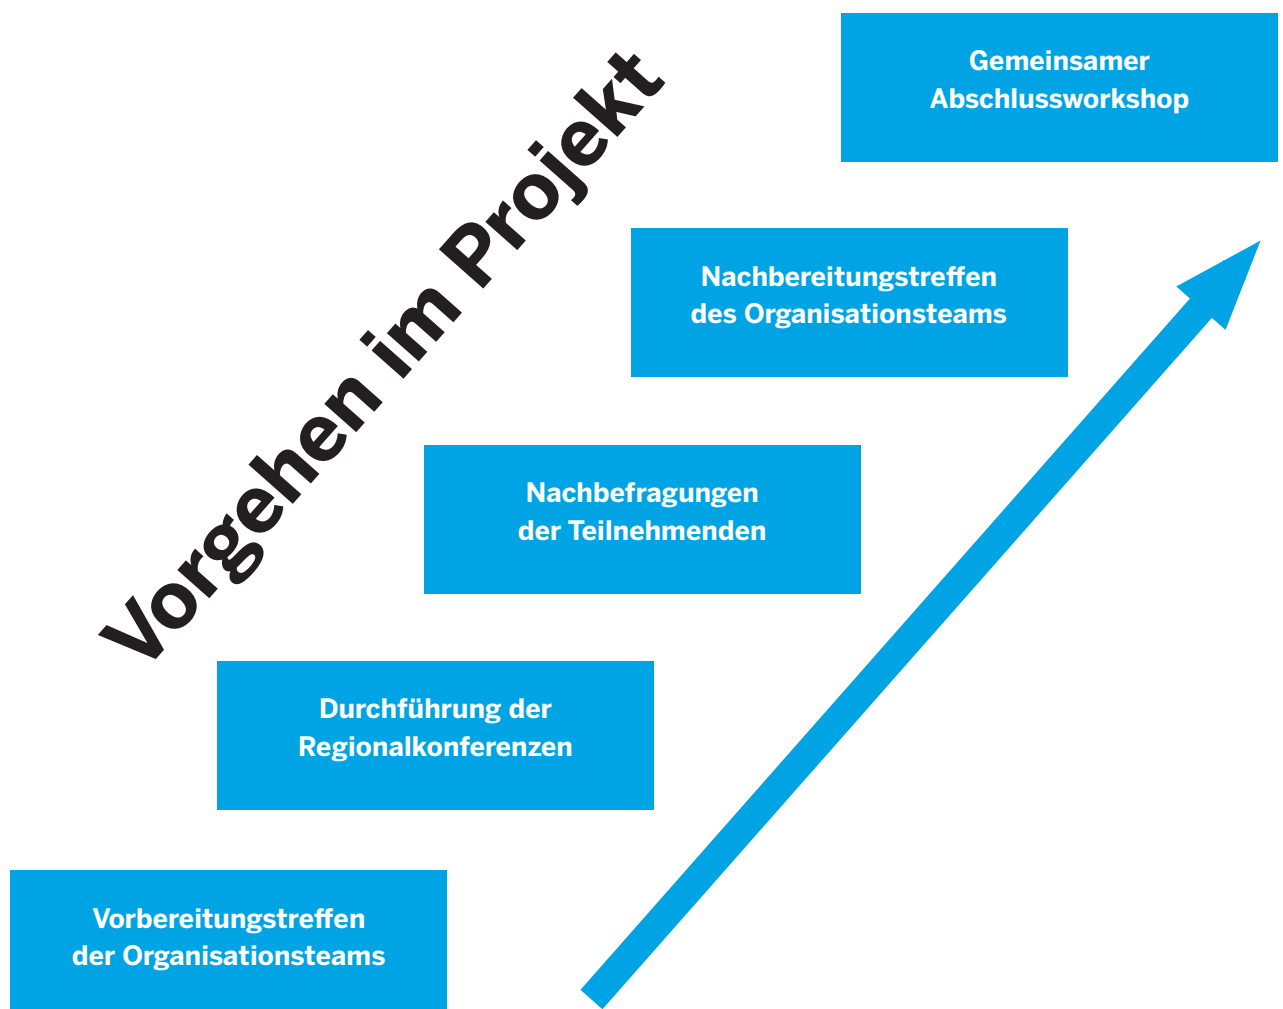 Vorgehen im Projekt
Gemeinsamer
Abschlussworkshop
Nachbereitungstreffen
des Organisationsteams
Nachbefragungen
der Teilnehmenden
Durchführung der
Regionalkonferenzen
Vorbereitungstreffen
der Organisationsteams